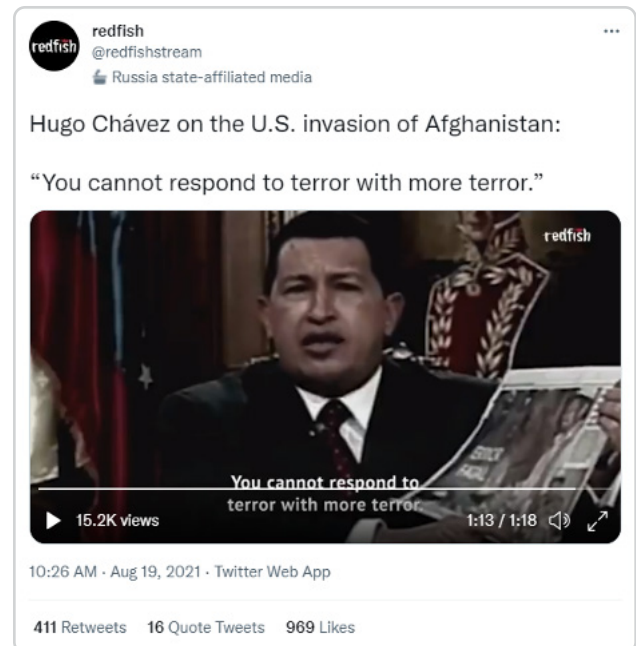 redfish
redfish
@redfishstream
Russia state-affiliated media
Hugo Chávez on the U.S. invasion of Afghanistan:
“You cannot respond to terror with more terror.”
redfish
You cannot respond to
terror with more terror.
15.2K views
1:13 / 1:18
10:26 AM · Aug 19, 2021 · Twitter Web App
411 Retweets 16 Quote Tweets 969 Likes